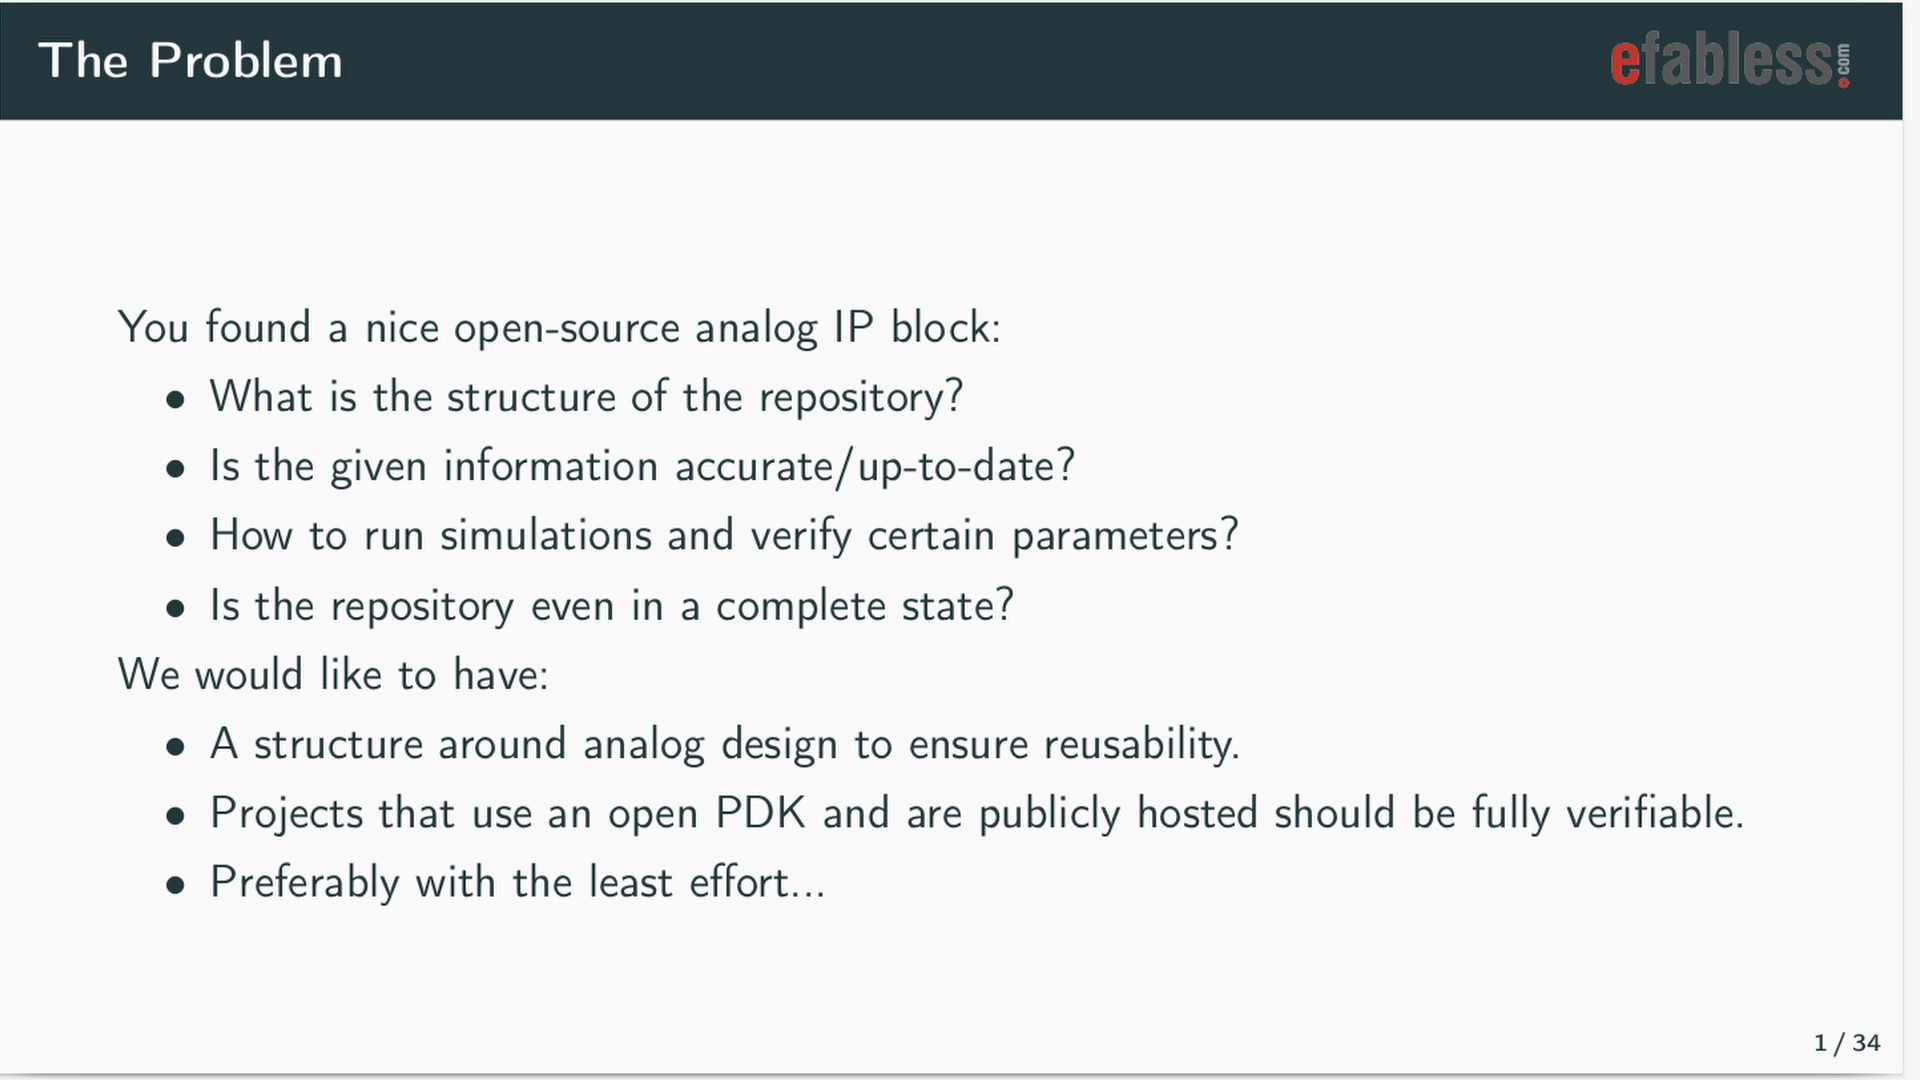 The Problem
efabless.com
You found a nice open-source analog IP block:
• What is the structure of the repository?
• Is the given information accurate/up-to-date?
• How to run simulations and verify certain parameters?
• Is the repository even in a complete state?
We would like to have:
• A structure around analog design to ensure reusability.
• Projects that use an open PDK and are publicly hosted should be fully verifiable.
• Preferably with the least effort...
1 / 34